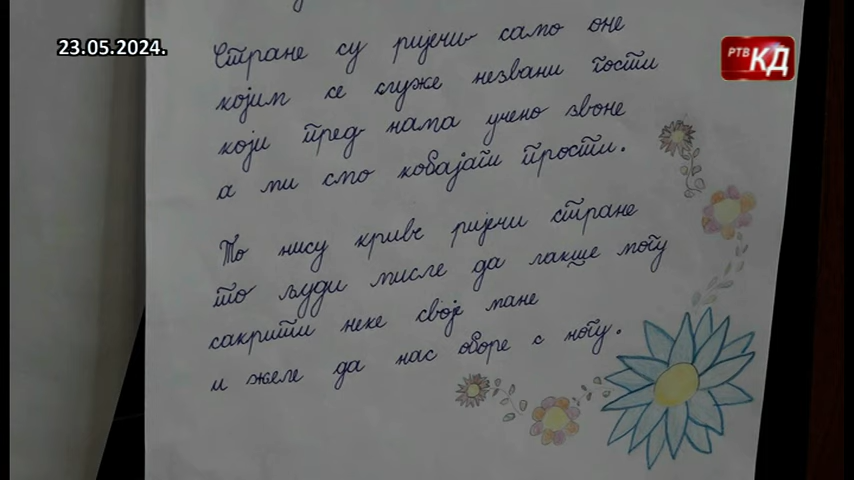 23.05.2024.
РТВ КД
Стране су ријечи само оне
којим се служе незвани гости
који пред нама учено звоне
а ми смо кобајаги прости.
То нису криве ријечи стране
то људи мисле да лакше могу
сакрити неке своје мане
и желе да нас оборе с ногу.